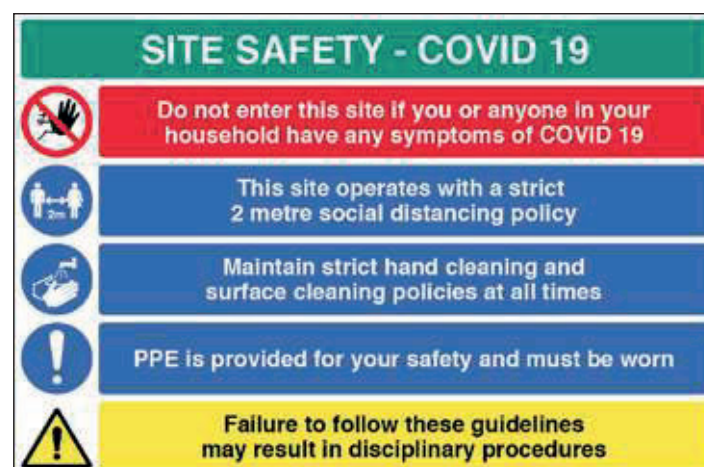 SITE SAFETY - COVID 19
Do not enter this site if you or anyone in your
household have any symptoms of COVID 19
This site operates with a strict
2 metre social distancing policy
2m
Maintain strict hand cleaning and
surface cleaning policies at all times
PPE is provided for your safety and must be worn
Failure to follow these guidelines
may result in disciplinary procedures